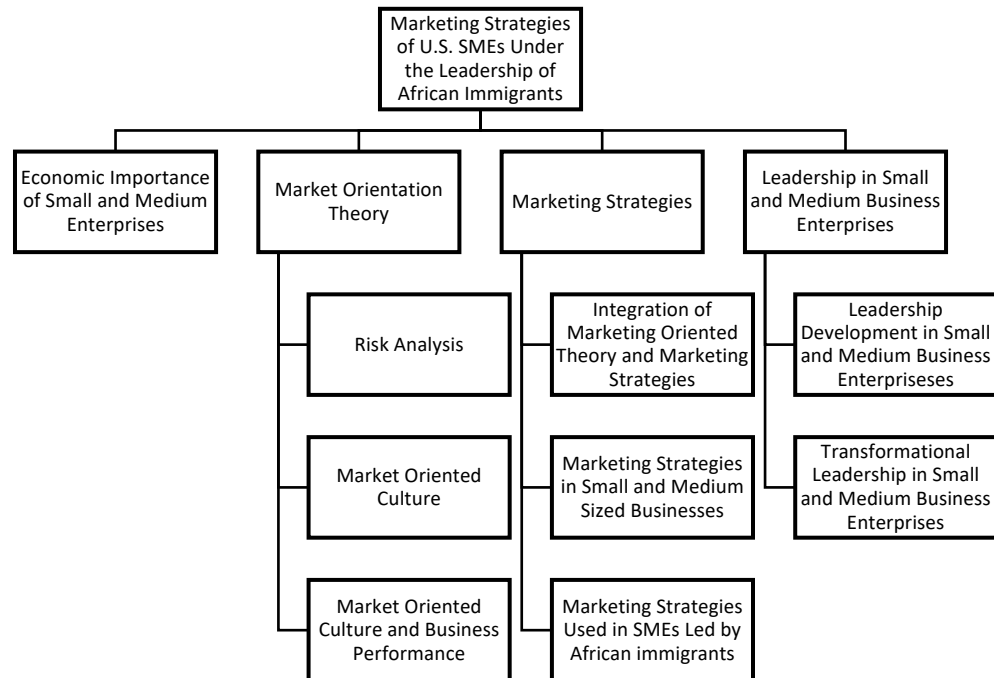 Marketing Strategies
of U.S. SMEs Under
the Leadership of
African Immigrants
Economic Importance
of Small and Medium
Enterprises
Market Orientation
Theory
Risk Analysis
Market Oriented
Culture
Market Oriented
Culture and Business
Performance
Marketing Strategies
Integration of
Marketing Oriented
Theory and Marketing
Strategies
Marketing Strategies
in Small and Medium
Sized Businesses
Marketing Strategies
Used in SMEs Led by
African immigrants
Leadership in Small
and Medium Business
Enterprises
Leadership
Development in Small
and Medium Business
Enterpriseses
Transformational
Leadership in Small
and Medium Business
Enterprises